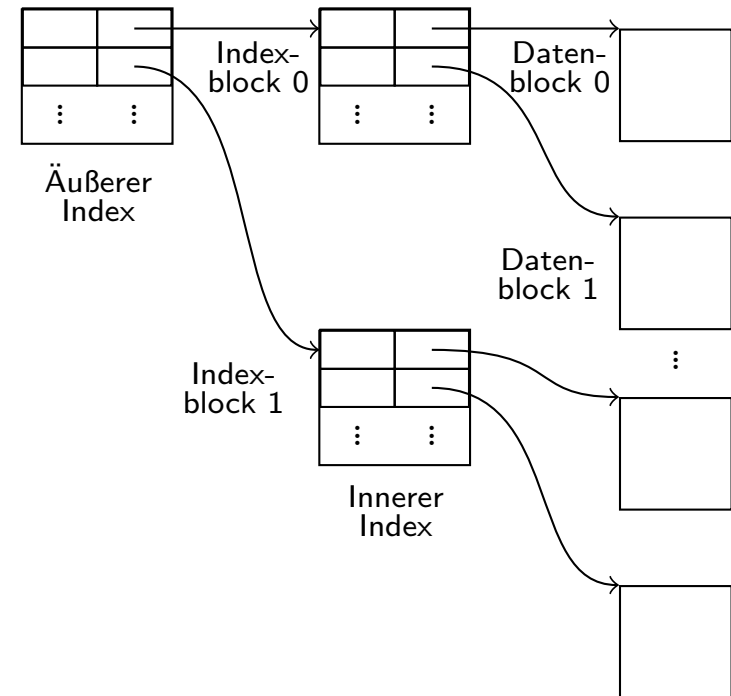 Index-
block 0
Daten-
block 0
Äußerer
Index
Daten-
block 1
Index-
block 1
Innerer
Index